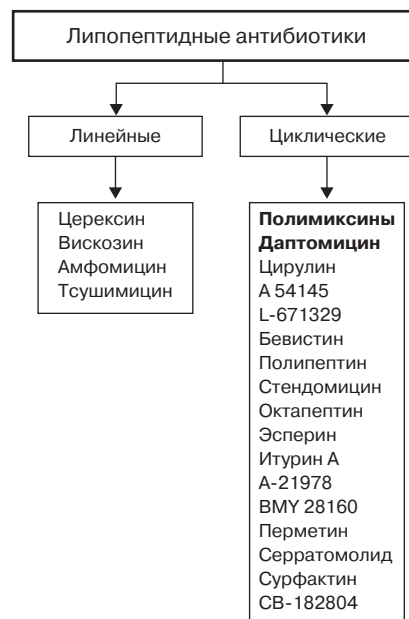 Липопептидные антибиотики
Линейные
Циклические
Церексин
Вискозин
Амфомицин
Тсушимицин
Полимиксины
Даптомицин
Цирулин
А 54145
L-671329
Бевистин
Полипептин
Стендомицин
Октапептин
Эсперин
Итурин А
А-21978
BMY 28160
Перметин
Серратомолид
Сурфактин
СВ-182804